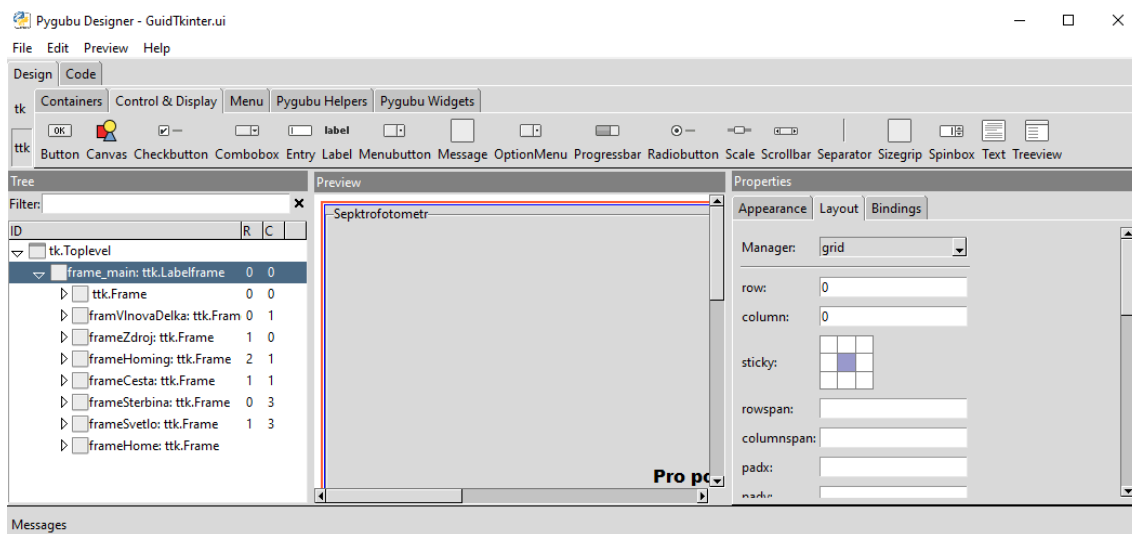 Pygubu Designer - GuidTkinter.ui
File Edit Preview Help
Design Code
tk
Containers Control & Display Menu Pygubu Helpers Pygubu Widgets
OK label
ttk
Button Canvas Checkbutton Combobox Entry Label Menubutton Message OptionMenu Progressbar Radiobutton Scale Scrollbar Separator Sizegrip Spinbox Text Treeview
Tree
Filter:
ID R C
tk.Toplevel
frame_main: ttk.Labelframe 0 0
ttk.Frame 0 0
framVlnovaDelka: ttk.Fram 0 1
frameZdroj: ttk.Frame 1 0
frameHoming: ttk.Frame 2 1
frameCesta: ttk.Frame 1 1
frameSterbina: ttk.Frame 0 3
frameSvetlo: ttk.Frame 1 3
frameHome: ttk.Frame
Preview
Sepktrofotometr
Pro po
Properties
Appearance Layout Bindings
Manager: grid
row: 0
column: 0
sticky:
rowspan:
columnspan:
padx:
pady:
Messages